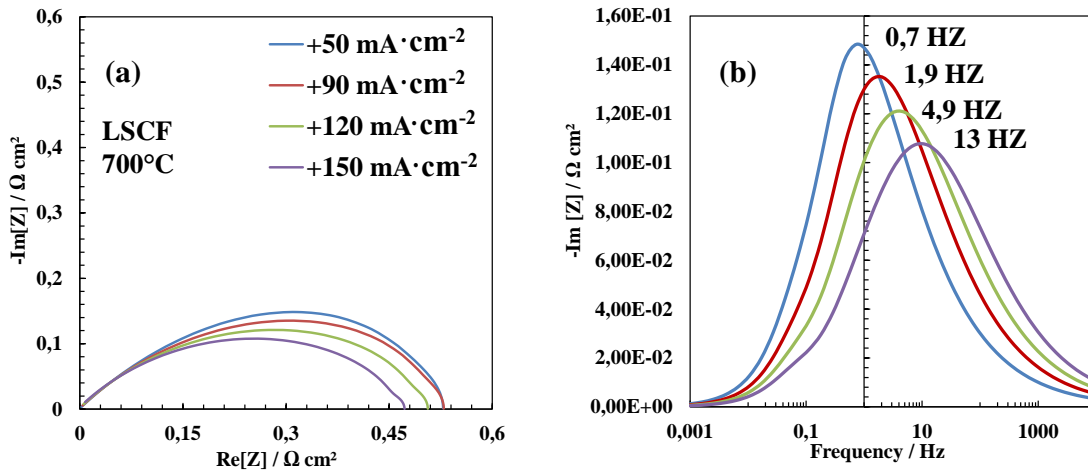 0,6
0,5
0,4
0,3
0,2
0,1
0
-Im[Z] / Ω cm²
(a)
LSCF
700°C
+50 mA·cm⁻²
+90 mA·cm⁻²
+120 mA·cm⁻²
+150 mA·cm⁻²
0 0,15 0,3 0,45 0,6
Re[Z] / Ω cm²
1,60E-01
1,40E-01
1,20E-01
1,00E-01
8,00E-02
6,00E-02
4,00E-02
2,00E-02
0,00E+00
-Im [Z] / Ω cm²
(b)
0,7 HZ
1,9 HZ
4,9 HZ
13 HZ
0,001 0,1 10 1000
Frequency / Hz